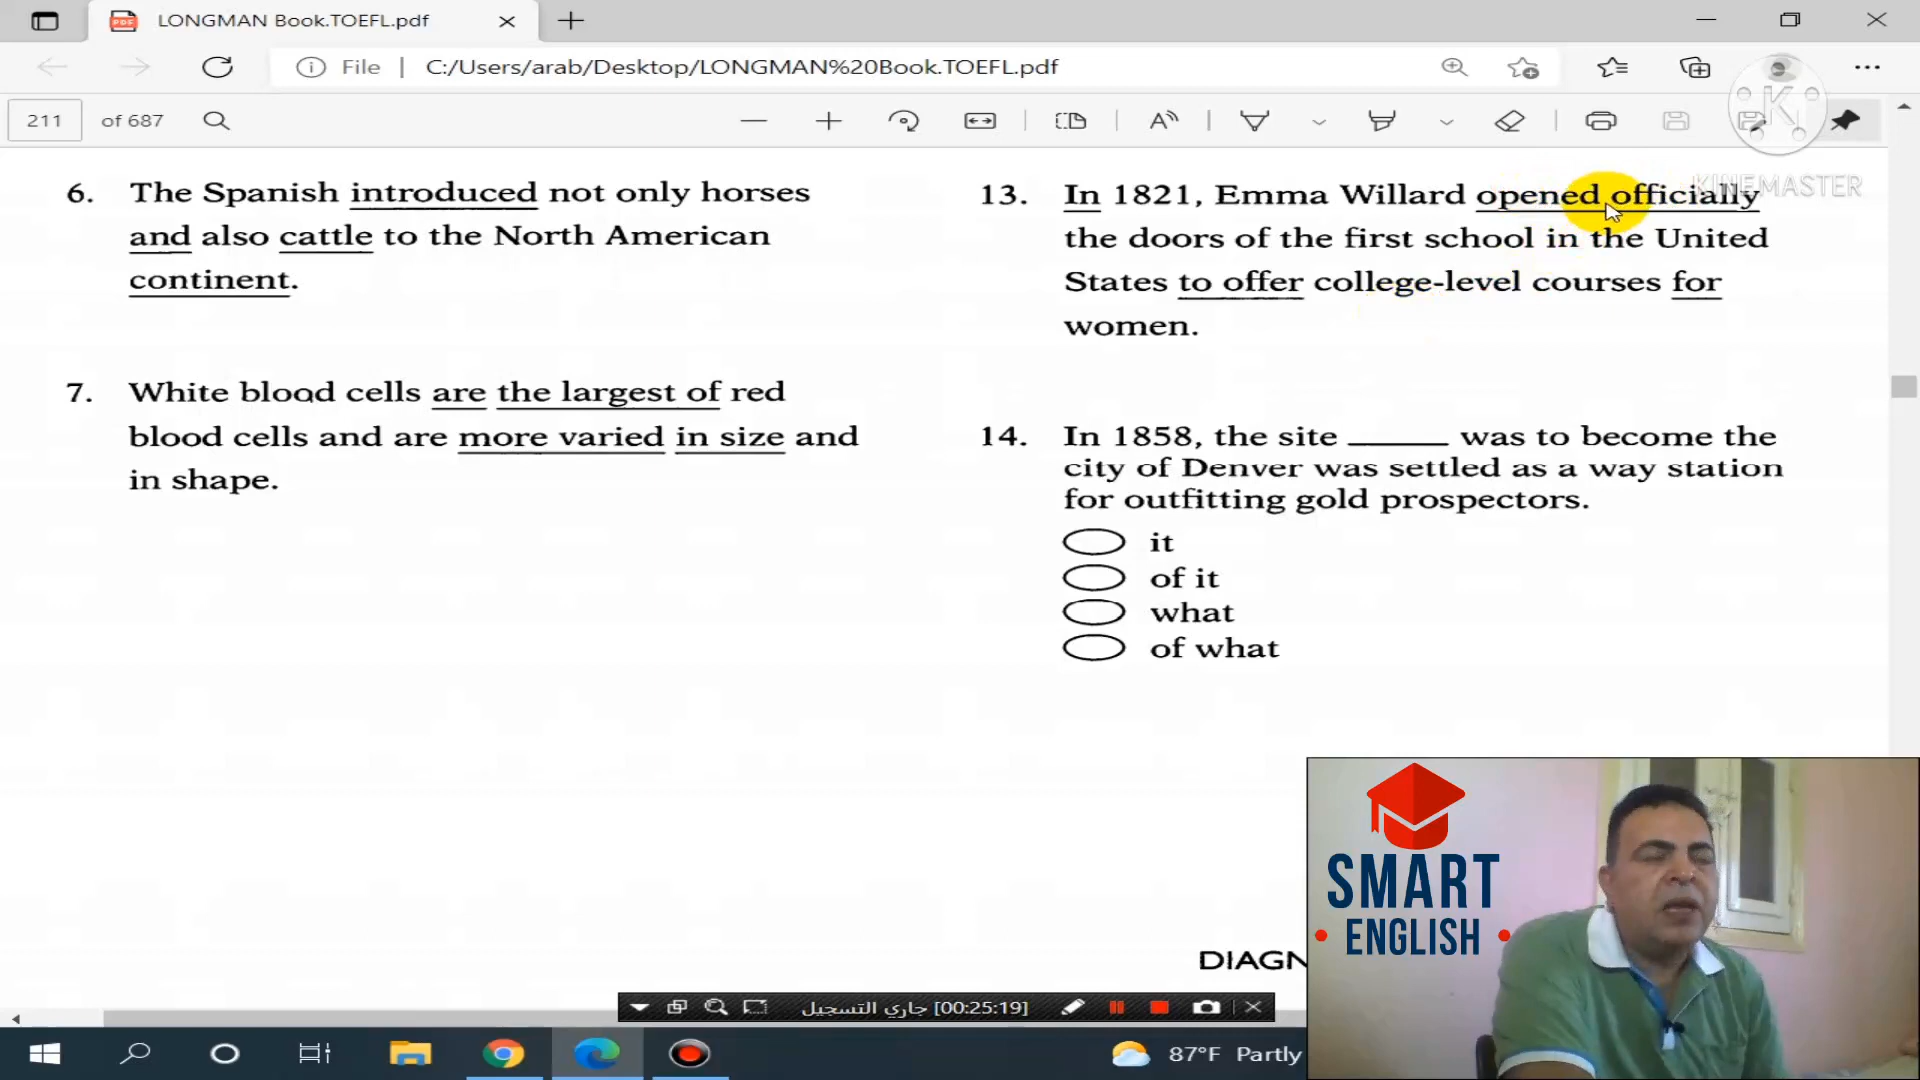 LONGMAN Book.TOEFL.pdf
File | C:/Users/arab/Desktop/LONGMAN%20Book.TOEFL.pdf
211 of 687
KINEMASTER
6. The Spanish introduced not only horses
and also cattle to the North American
continent.
7. White blood cells are the largest of red
blood cells and are more varied in size and
in shape.
13. In 1821, Emma Willard opened officially
the doors of the first school in the United
States to offer college-level courses for
women.
14. In 1858, the site ______ was to become the
city of Denver was settled as a way station
for outfitting gold prospectors.
it
of it
what
of what
DIAGN
SMART
ENGLISH
جاري التسجيل [00:25:19]
87°F Partly